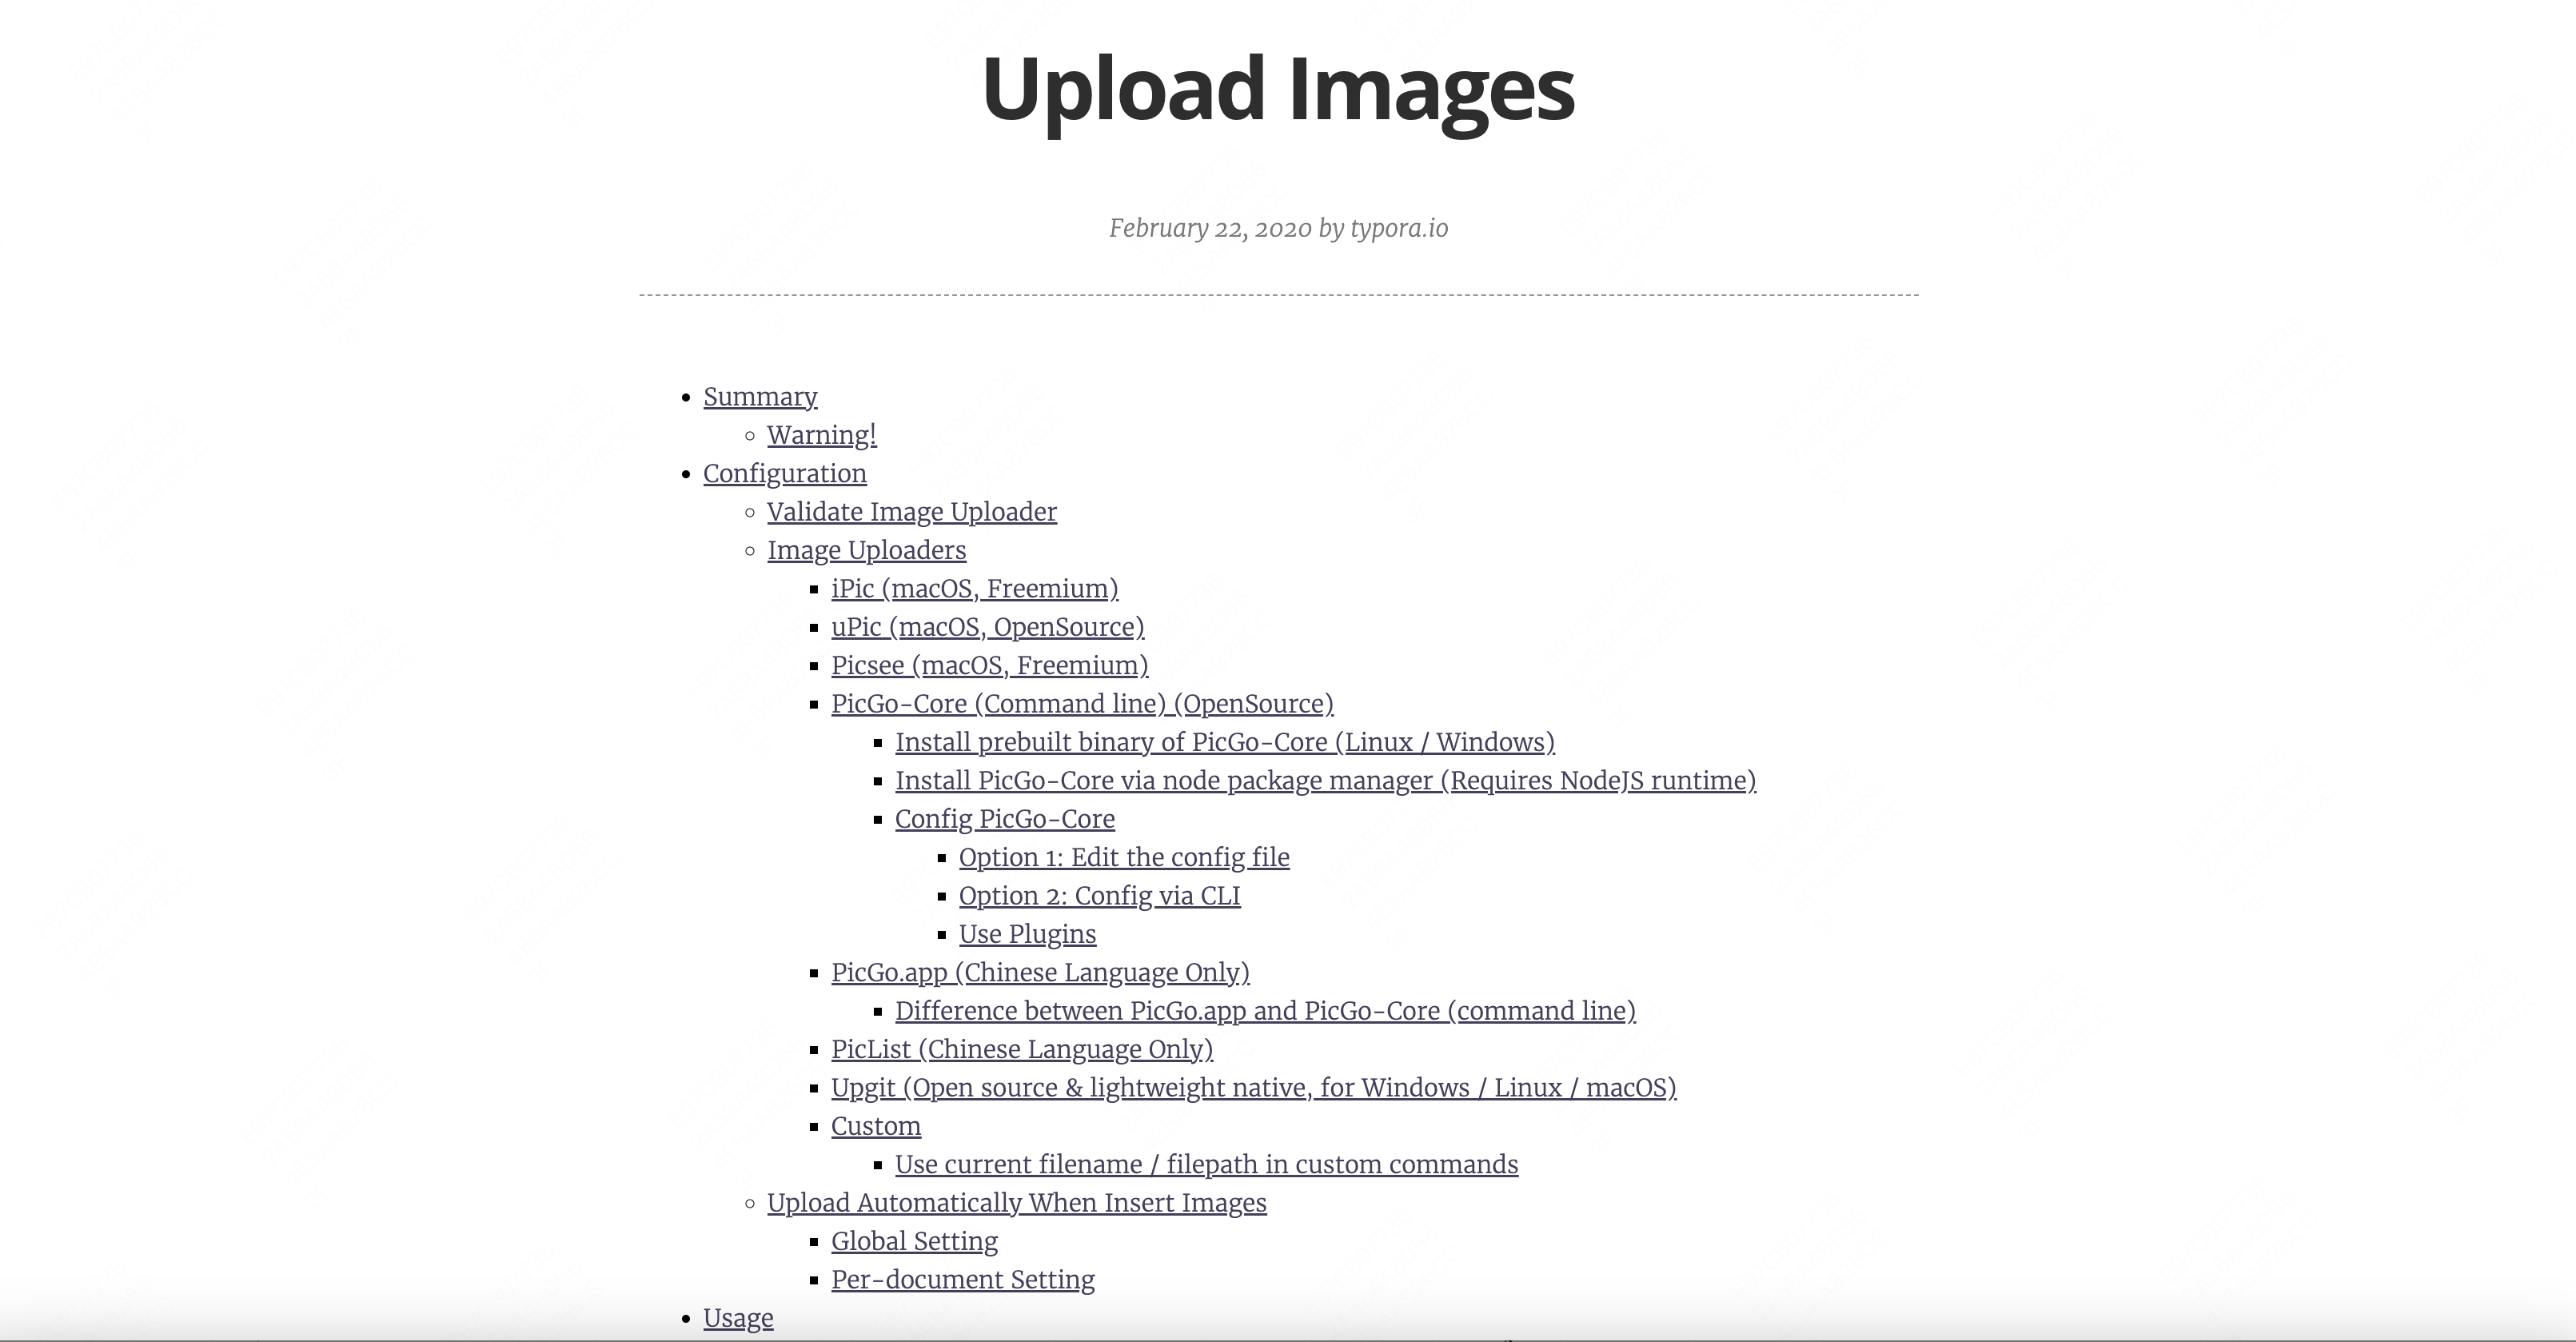 Upload Images
February 22, 2020 by typora.io
Summary
Warning!
Configuration
Validate Image Uploader
Image Uploaders
iPic (macOS, Freemium)
uPic (macOS, OpenSource)
Picsee (macOS, Freemium)
PicGo-Core (Command line) (OpenSource)
Install prebuilt binary of PicGo-Core (Linux / Windows)
Install PicGo-Core via node package manager (Requires NodeJS runtime)
Config PicGo-Core
Option 1: Edit the config file
Option 2: Config via CLI
Use Plugins
PicGo.app (Chinese Language Only)
Difference between PicGo.app and PicGo-Core (command line)
PicList (Chinese Language Only)
Upgit (Open source & lightweight native, for Windows / Linux / macOS)
Custom
Use current filename / filepath in custom commands
Upload Automatically When Insert Images
Global Setting
Per-document Setting
Usage